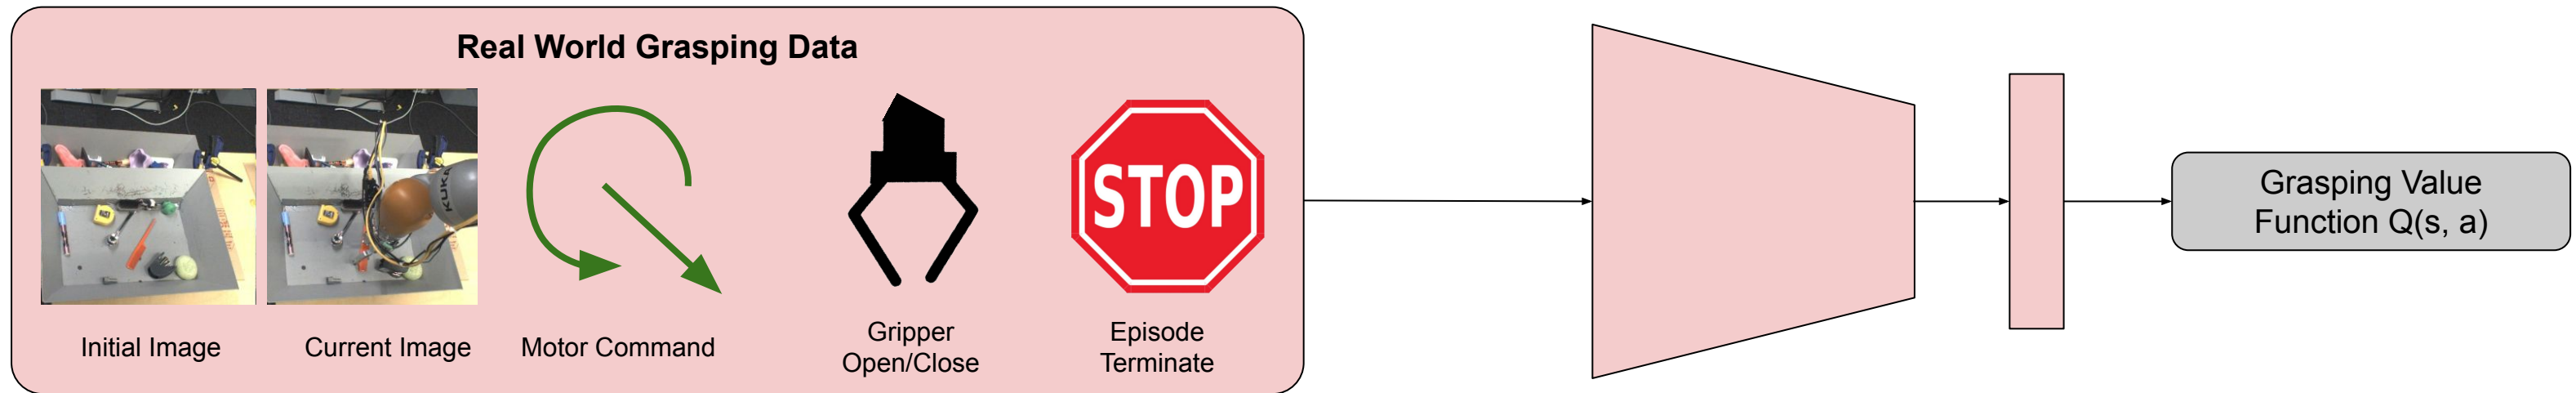 Real World Grasping Data
KUKA
STOP
Initial Image
Current Image
Motor Command
Gripper
Open/Close
Episode
Terminate
Grasping Value
Function Q(s, a)